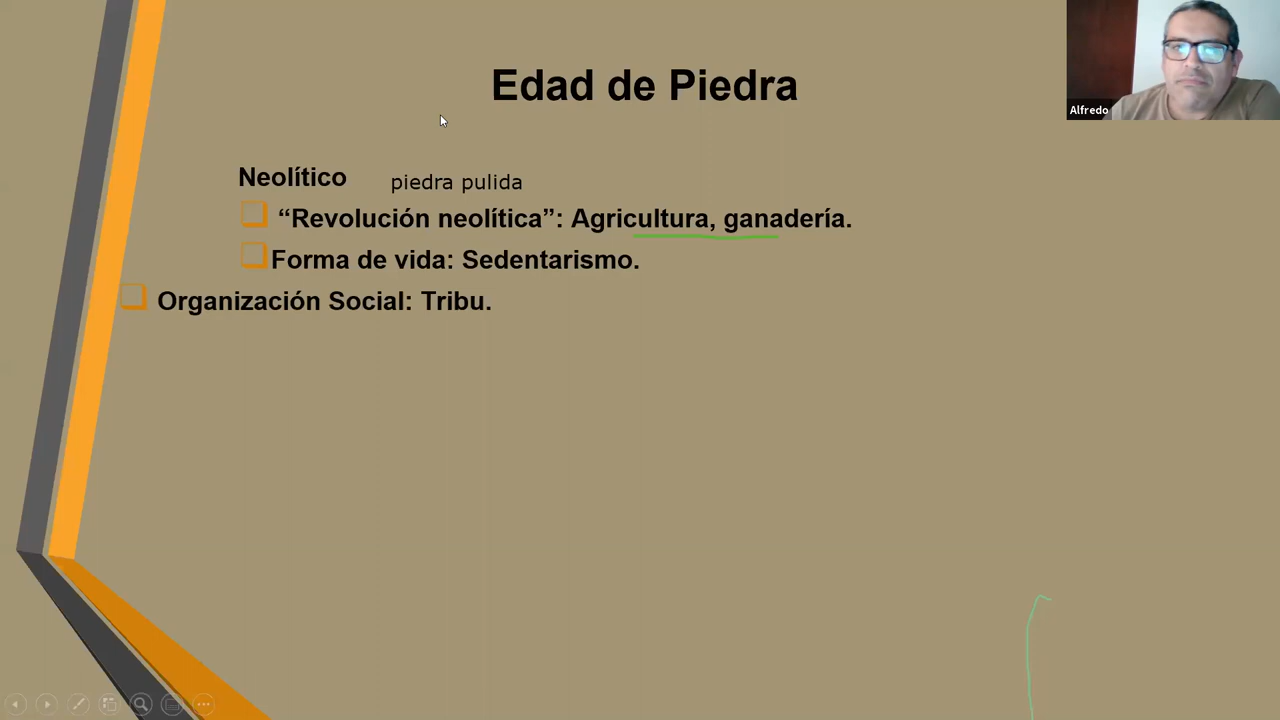 Edad de Piedra
Alfredo
Neolítico piedra pulida
“Revolución neolítica”: Agricultura, ganadería.
Forma de vida: Sedentarismo.
Organización Social: Tribu.